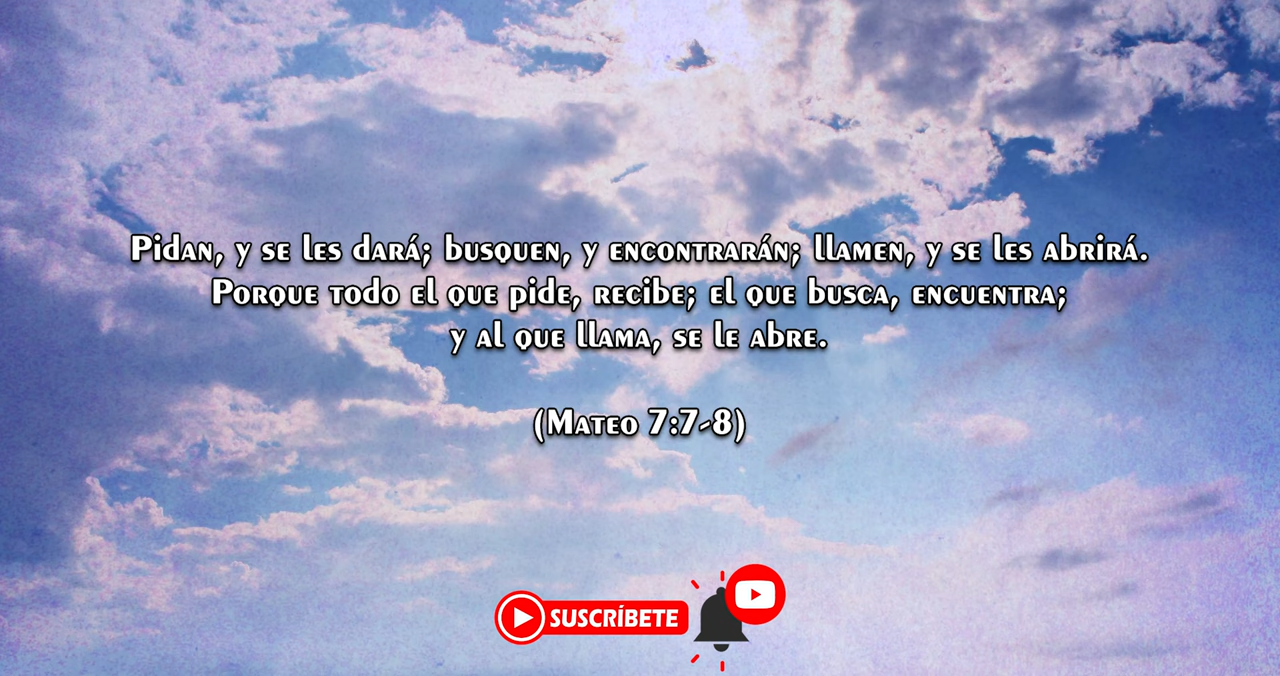 Pidan, y se les dará; busquen, y encontrarán; llamen, y se les abrirá.
Porque todo el que pide, recibe; el que busca, encuentra;
y al que llama, se le abre.
(Mateo 7:7-8)
SUSCRÍBETE